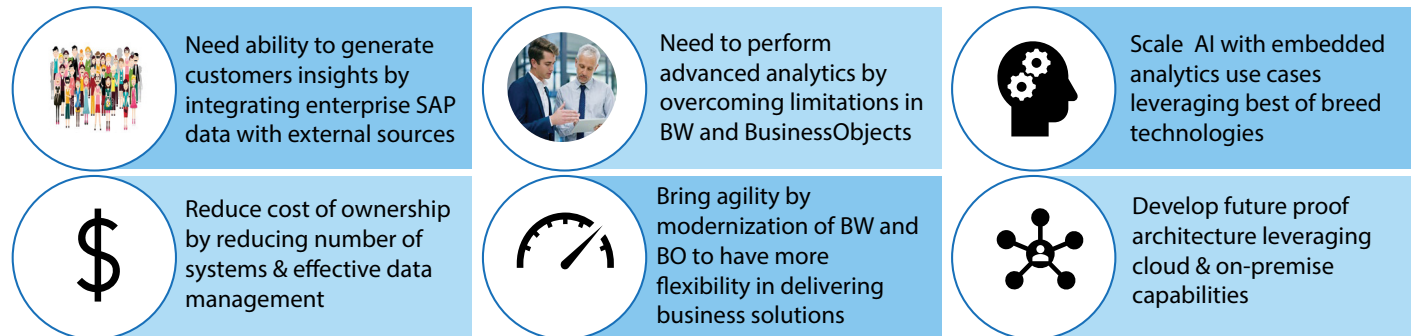 Need ability to generate
customers insights by
integrating enterprise SAP
data with external sources
Need to perform
advanced analytics by
overcoming limitations in
BW and BusinessObjects
Scale AI with embedded
analytics use cases
leveraging best of breed
technologies
$
Reduce cost of ownership
by reducing number of
systems & effective data
management
Bring agility by
modernization of BW and
BO to have more
flexibility in delivering
business solutions
Develop future proof
architecture leveraging
cloud & on-premise
capabilities